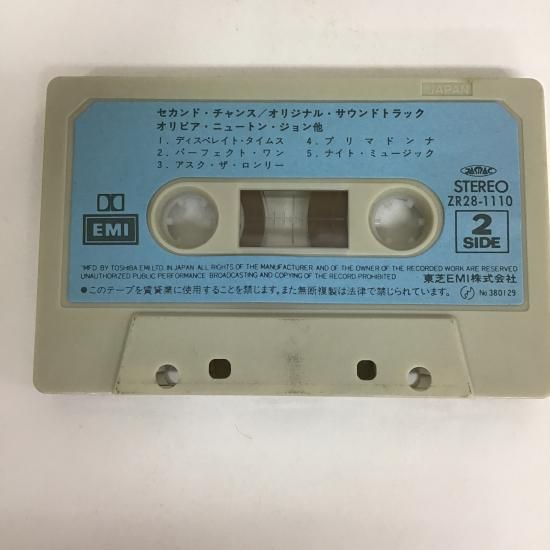 JAPAN
セカンド・チャンス/オリジナル・サウンドトラック
オリビア・ニュートン・ジョン他
1. ディスペレイト・タイムス
2. パーフェクト・ワン
3. アスク・ザ・ロンリー
4. プリマドンナ
5. ナイト・ミュージック
JASRAC
STEREO
ZR28-1110
2
SIDE
EMI
"MFD BY TOSHIBA EMI LTD. IN JAPAN ALL RIGHTS OF THE MANUFACTURER AND OF THE OWNER OF THE RECORDED WORK ARE RESERVED
UNAUTHORIZED PUBLIC PERFORMANCE BROADCASTING AND COPYING OF THE RECORD PROHIBITED
●このテープを賃貸業に使用することを禁じます。また無断複製は法律で禁じられています。
東芝EMI株式会社
No.380129